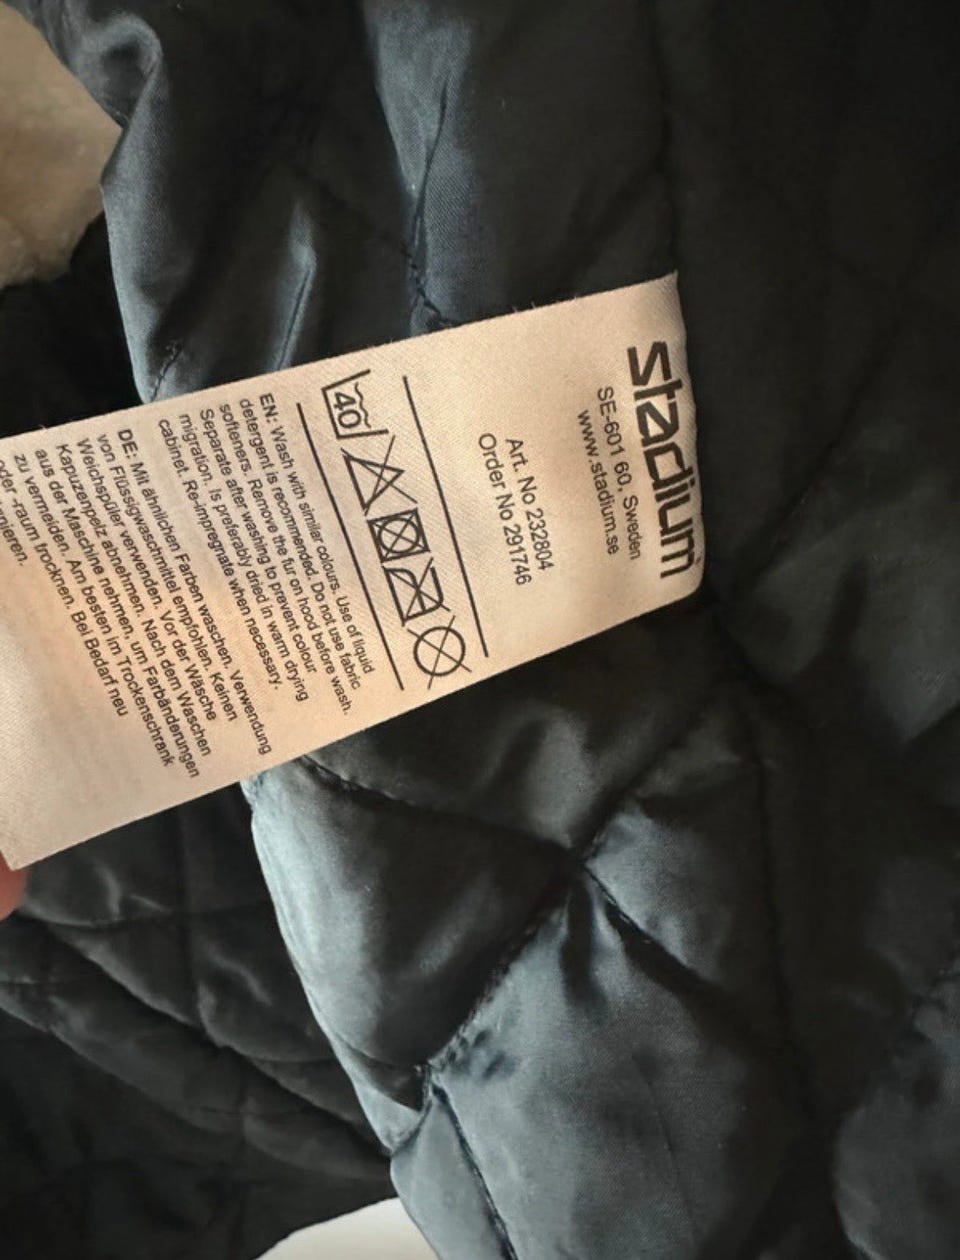 stadium
SE-601 60, Sweden
www.stadium.se
Art. No 232804
Order No 291746
40
EN: Wash with similiar colours. Use of liquid
detergent is recommended. Do not use fabric
softeners. Remove the fur on hood before wash.
Separate after washing to prevent colour
migration. Is preferably dried in warm drying
cabinet. Re-impregnate when necessary.
DE: Mit ähnlichen Farben waschen. Verwendung
von Flüssigwaschmittel empfohlen. Keinen
Weichspüler verwenden. Vor der Wäsche
Kapuzenpelz abnehmen. Nach dem Waschen
aus der Maschine nehmen, um Farbänderungen
zu vermeiden. Am besten im Trockenschrank
oder -raum trocknen. Bei Bedarf neu